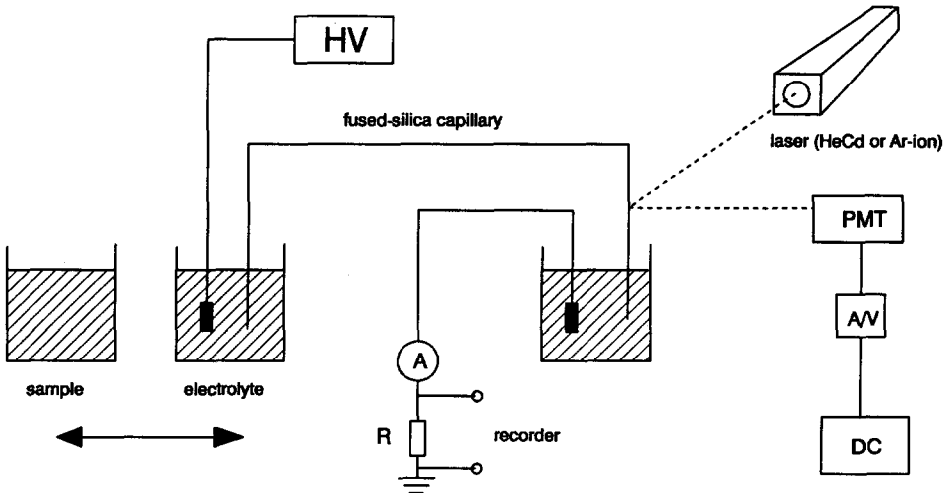 HV
fused-silica capillary
laser (HeCd or Ar-ion)
PMT
A/V
A
sample
electrolyte
R
recorder
DC